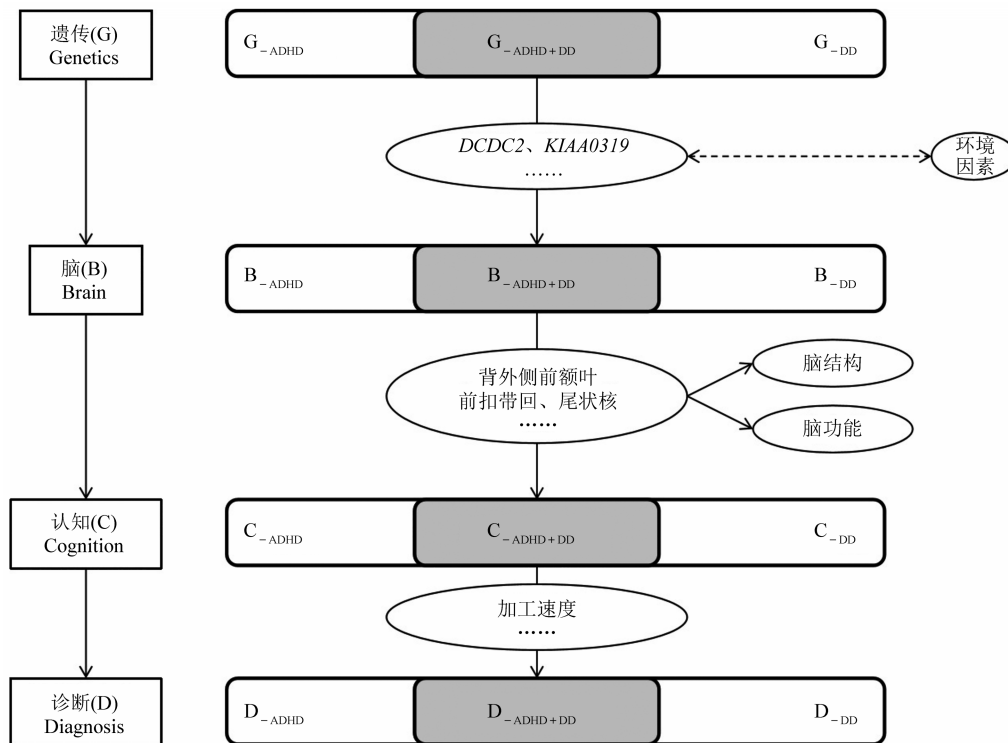 遗传(G)
Genetics
G－ADHD
G－ADHD+DD
G－DD
DCDC2、KIAA0319
……
环境
因素
脑(B)
Brain
B－ADHD
B－ADHD+DD
B－DD
背外侧前额叶
前扣带回、尾状核
……
脑结构
脑功能
认知(C)
Cognition
C－ADHD
C－ADHD+DD
C－DD
加工速度
……
诊断(D)
Diagnosis
D－ADHD
D－ADHD+DD
D－DD